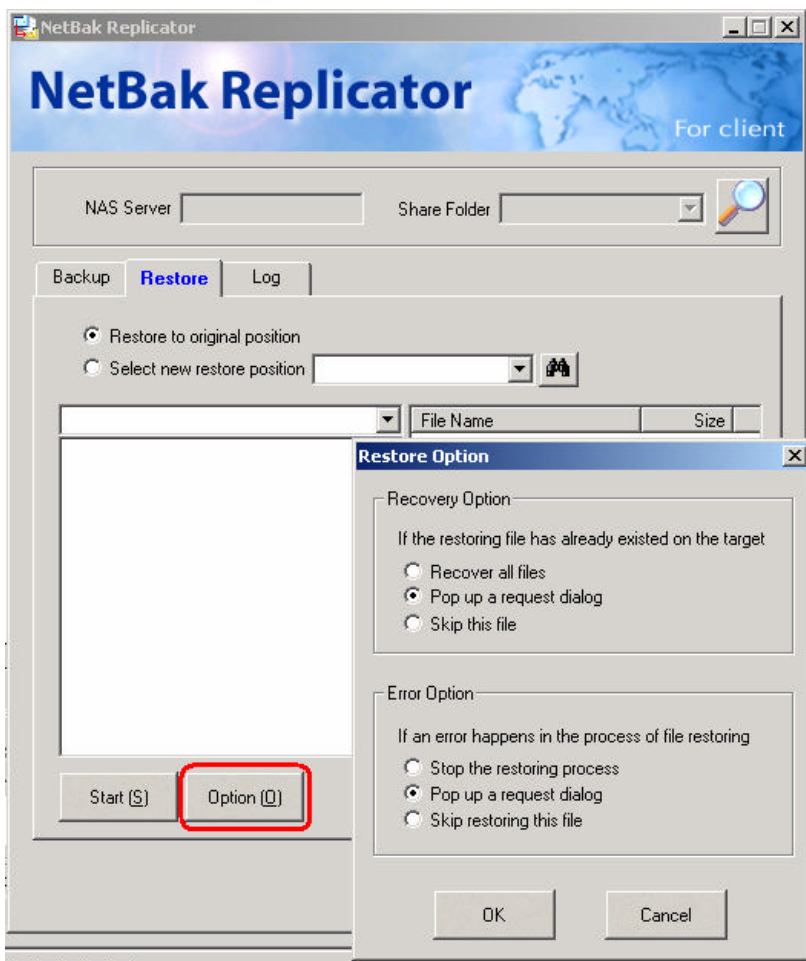 NetBak Replicator
NetBak Replicator
For client
NAS Server
Share Folder
Backup
Restore
Log
Restore to original position
Select new restore position
File Name
Size
Restore Option
Recovery Option
If the restoring file has already existed on the target
Recover all files
Pop up a request dialog
Skip this file
Error Option
If an error happens in the process of file restoring
Stop the restoring process
Pop up a request dialog
Skip restoring this file
Start (S)
Option (O)
OK
Cancel